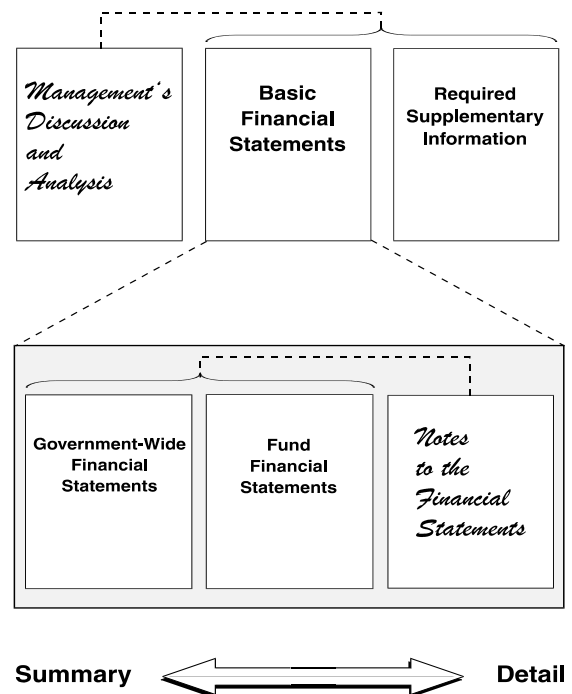 Management's
Discussion
and
Analysis
Basic
Financial
Statements
Required
Supplementary
Information
Government-Wide
Financial
Statements
Fund
Financial
Statements
Notes
to the
Financial
Statements
Summary
Detail